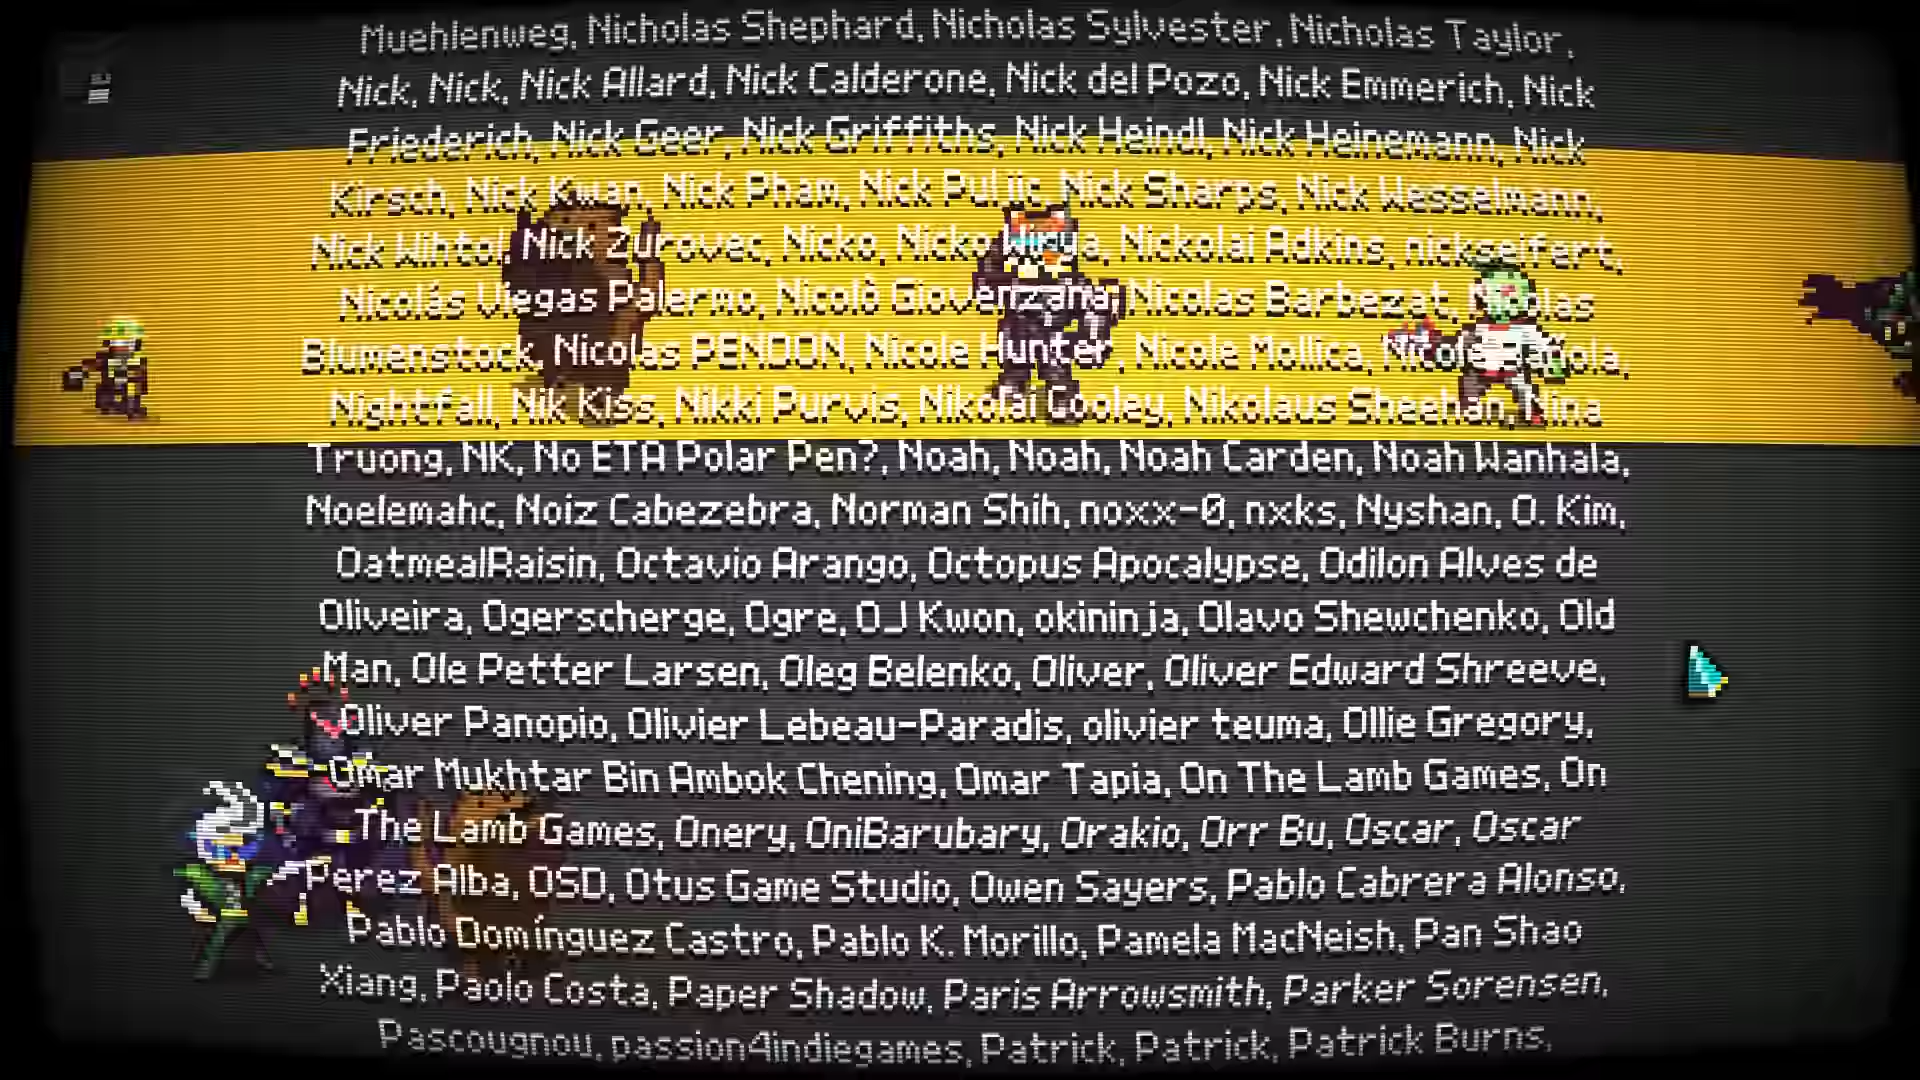 Muehlenweg, Nicholas Shephard, Nicholas Sylvester, Nicholas Taylor,
Nick, Nick, Nick Allard, Nick Calderone, Nick del Pozo, Nick Emmerich, Nick
Friederich, Nick Geer, Nick Griffiths, Nick Heindl, Nick Heinemann, Nick
Kirsch, Nick Kwan, Nick Pham, Nick Puljic, Nick Sharps, Nick Wesselmann,
Nick Wihtol, Nick Zurovec, Nicko, Nicko Winya, Nickolai Adkins, nickseifert,
Nicolás Viegas Palermo, Nicolò Giovenzana, Nicolas Barbezat, Nicolas
Blumenstock, Nicolas PENDON, Nicole Hunter, Nicole Mollica, Nicole
Nightfall, Nik Kiss, Nikki Purvis, Nikolai Cooley, Nikolaus Sheehan, Nina
Truong, NK, No ETA Polar Pen?, Noah, Noah, Noah Carden, Noah Wanhala,
Noelemahc, Noiz Cabezebra, Norman Shih, noxx-0, nxks, Nyshan, O. Kim,
OatmealRaisin, Octavio Arango, Octopus Apocalypse, Odilon Alves de
Oliveira, Ogerscherge, Ogre, OJ Kwon, okininja, Olavo Shewchenko, Old
Man, Ole Petter Larsen, Oleg Belenko, Oliver, Oliver Edward Shreeve,
Oliver Panopio, Olivier Lebeau-Paradis, olivier teuma, Ollie Gregory,
Omar Mukhtar Bin Ambok Chening, Omar Tapia, On The Lamb Games, On
The Lamb Games, Onery, OniBarubary, Orakio, Orr Bu, Oscar, Oscar
Perez Alba, OSD, Otus Game Studio, Owen Sayers, Pablo Cabrera Alonso,
Pablo Domínguez Castro, Pablo K. Morillo, Pamela MacNeish, Pan Shao
Xiang, Paolo Costa, Paper Shadow, Paris Arrowsmith, Parker Sorensen,
Pascougnou, passion4indiegames, Patrick, Patrick, Patrick Burns,